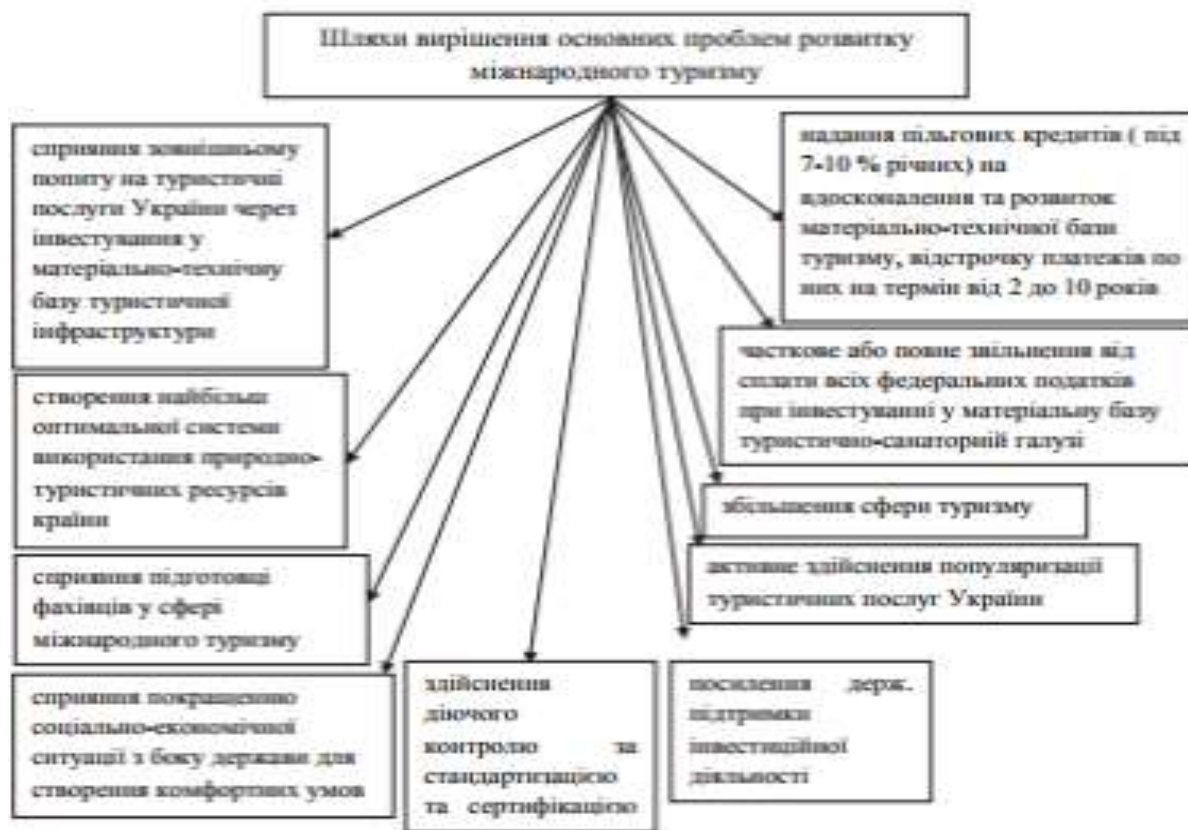 Шляхи вирішення основних проблем розвитку
міжнародного туризму
сприяння зовнішньому
попиту на туристичні
послуги України через
інвестування у
матеріально-технічну
базу туристичної
інфраструктури
створення найбільш
оптимальної системи
використання природно-
туристичних ресурсів
країни
сприяння підготовці
фахівців у сфері
міжнародного туризму
сприяння покращенню
соціально-економічної
ситуації з боку держави для
створення комфортних умов
здійснення
діючого
контролю за
стандартизацією
та сертифікацією
посилення держ.
підтримки
інвестиційної
діяльності
активне здійснення популяризації
туристичних послуг України
збільшення сфери туризму
часткове або повне звільнення від
сплати всіх федеральних податків
при інвестуванні у матеріальну базу
туристично-санаторній галузі
надання пільгових кредитів ( під
7-10 % річних) на
вдосконалення та розвиток
матеріально-технічної бази
туризму, відстрочку платежів по
них на термін від 2 до 10 років